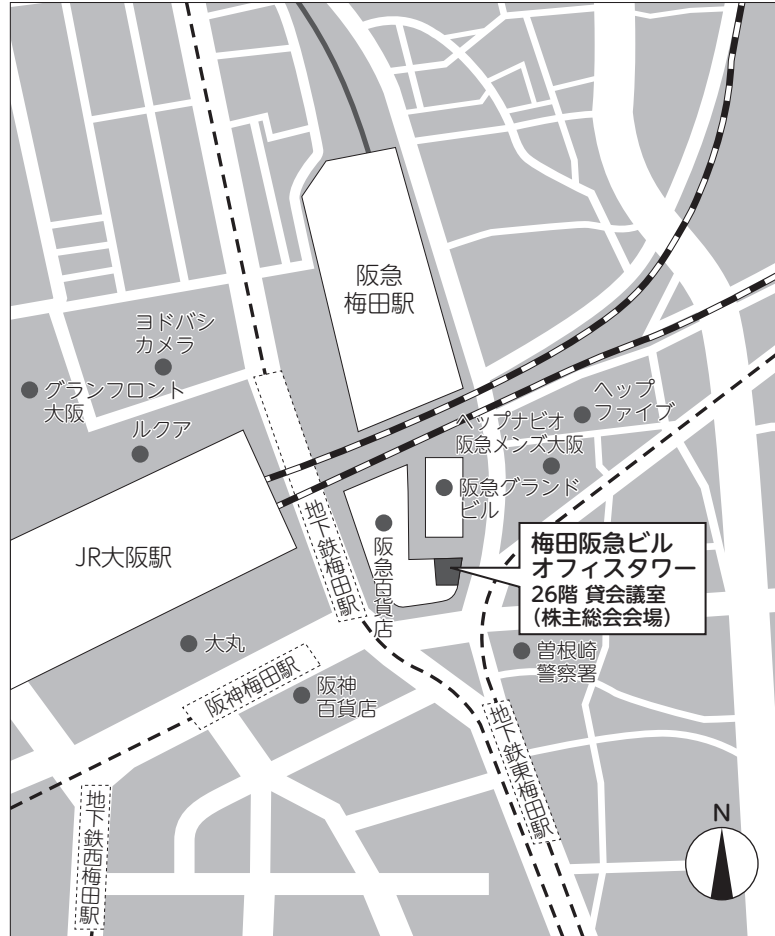 阪急
梅田駅
ヨドバシ
カメラ
グランフロント
大阪
ルクア
ヘップ
ファイブ
ヘップナビオ
阪急メンズ大阪
阪急グランド
ビル
地下鉄梅田駅
阪急百貨店
JR大阪駅
梅田阪急ビル
オフィスタワー
26階 貸会議室
(株主総会会場)
大丸
曽根崎
警察署
阪神梅田駅
阪神
百貨店
地下鉄東梅田駅
地下鉄西梅田駅
N